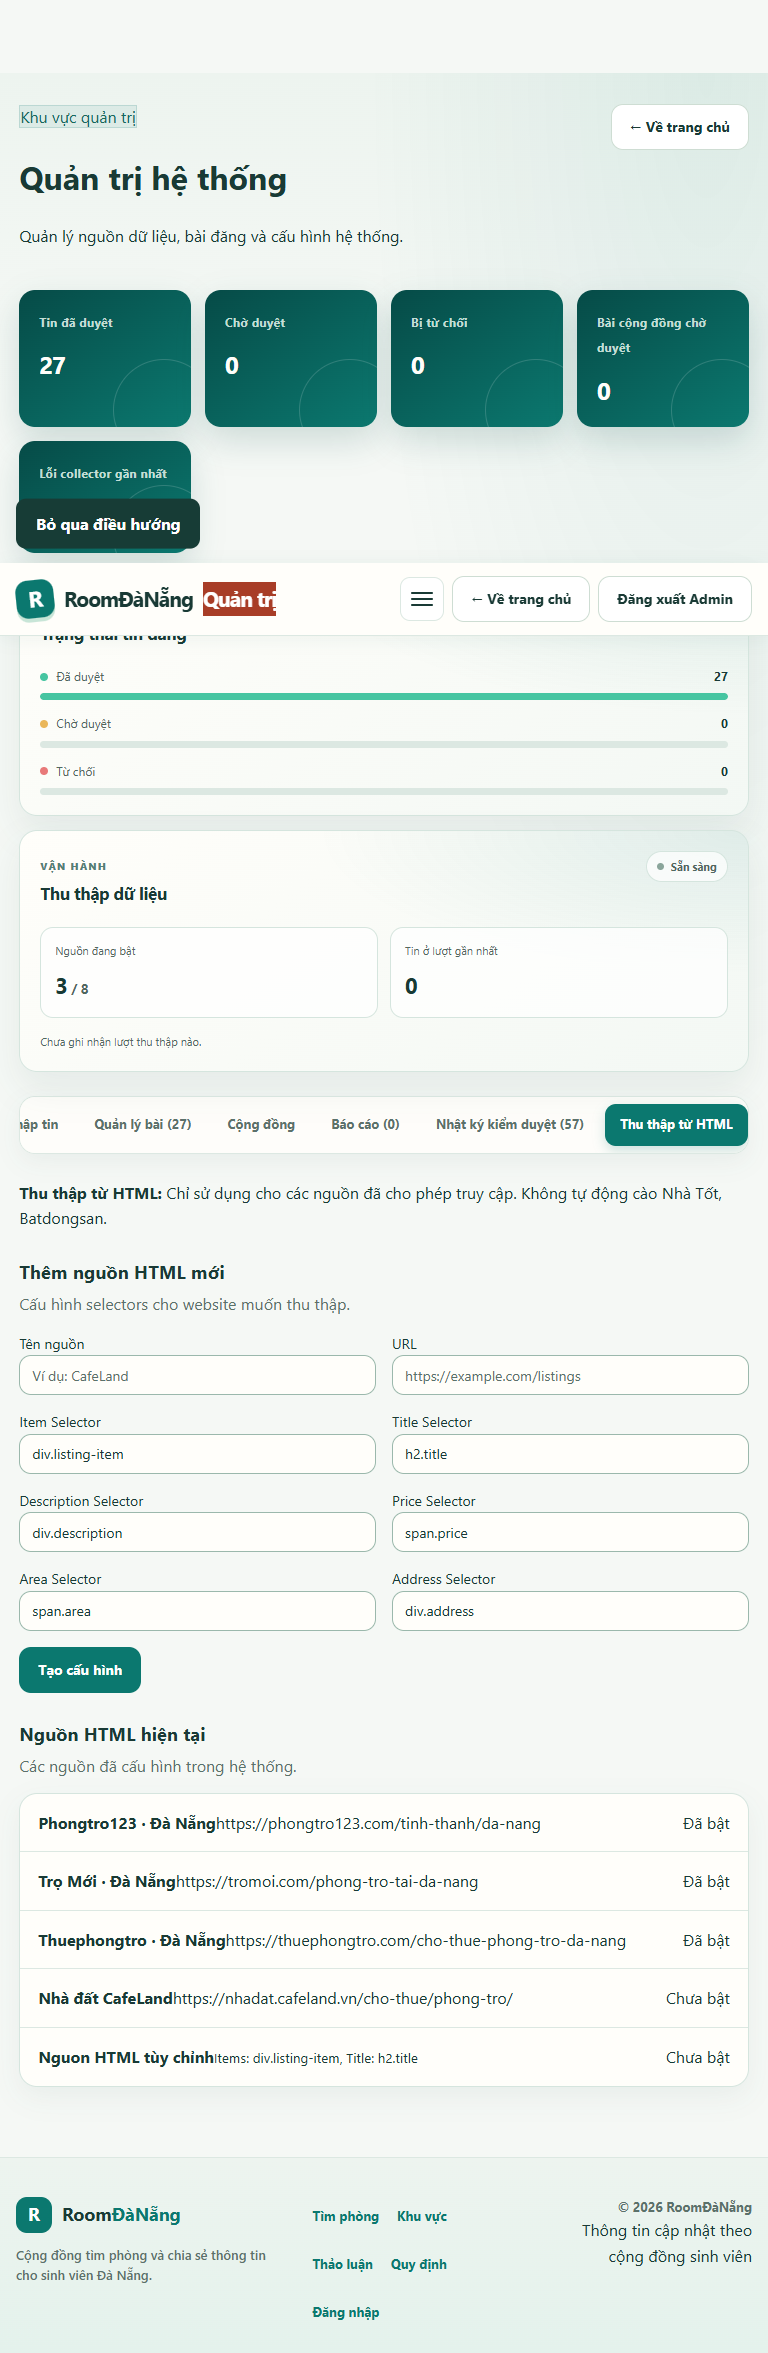 Khu vực quản trị
← Về trang chủ
Quản trị hệ thống
Quản lý nguồn dữ liệu, bài đăng và cấu hình hệ thống.
Tin đã duyệt
27
Chờ duyệt
0
Bị từ chối
0
Bài cộng đồng chờ
duyệt
0
Lỗi collector gần nhất
Bỏ qua điều hướng
R RoomĐàNẵng Quản trị
← Về trang chủ
Đăng xuất Admin
Trạng thái tin đăng
Đã duyệt 27
Chờ duyệt 0
Từ chối 0
VẬN HÀNH
Sẵn sàng
Thu thập dữ liệu
Nguồn đang bật
3 / 8
Tin ở lượt gần nhất
0
Chưa ghi nhận lượt thu thập nào.
tin Quản lý bài (27) Cộng đồng Báo cáo (0) Nhật ký kiểm duyệt (57) Thu thập từ HTML
Thu thập từ HTML: Chỉ sử dụng cho các nguồn đã cho phép truy cập. Không tự động cào Nhà Tốt,
Batdongsan.
Thêm nguồn HTML mới
Cấu hình selectors cho website muốn thu thập.
Tên nguồn
Ví dụ: CafeLand
URL
https://example.com/listings
Item Selector
div.listing-item
Title Selector
h2.title
Description Selector
div.description
Price Selector
span.price
Area Selector
span.area
Address Selector
div.address
Tạo cấu hình
Nguồn HTML hiện tại
Các nguồn đã cấu hình trong hệ thống.
Phongtro123 · Đà Nẵnghttps://phongtro123.com/tinh-thanh/da-nang Đã bật
Trọ Mới · Đà Nẵnghttps://tromoi.com/phong-tro-tai-da-nang Đã bật
Thuephongtro · Đà Nẵnghttps://thuephongtro.com/cho-thue-phong-tro-da-nang Đã bật
Nhà đất CafeLandhttps://nhadat.cafeland.vn/cho-thue/phong-tro/ Chưa bật
Nguon HTML tùy chỉnhItems: div.listing-item, Title: h2.title Chưa bật
R RoomĐàNẵng
Cộng đồng tìm phòng và chia sẻ thông tin
cho sinh viên Đà Nẵng.
Tìm phòng Khu vực
Thảo luận Quy định
Đăng nhập
© 2026 RoomĐàNẵng
Thông tin cập nhật theo
cộng đồng sinh viên